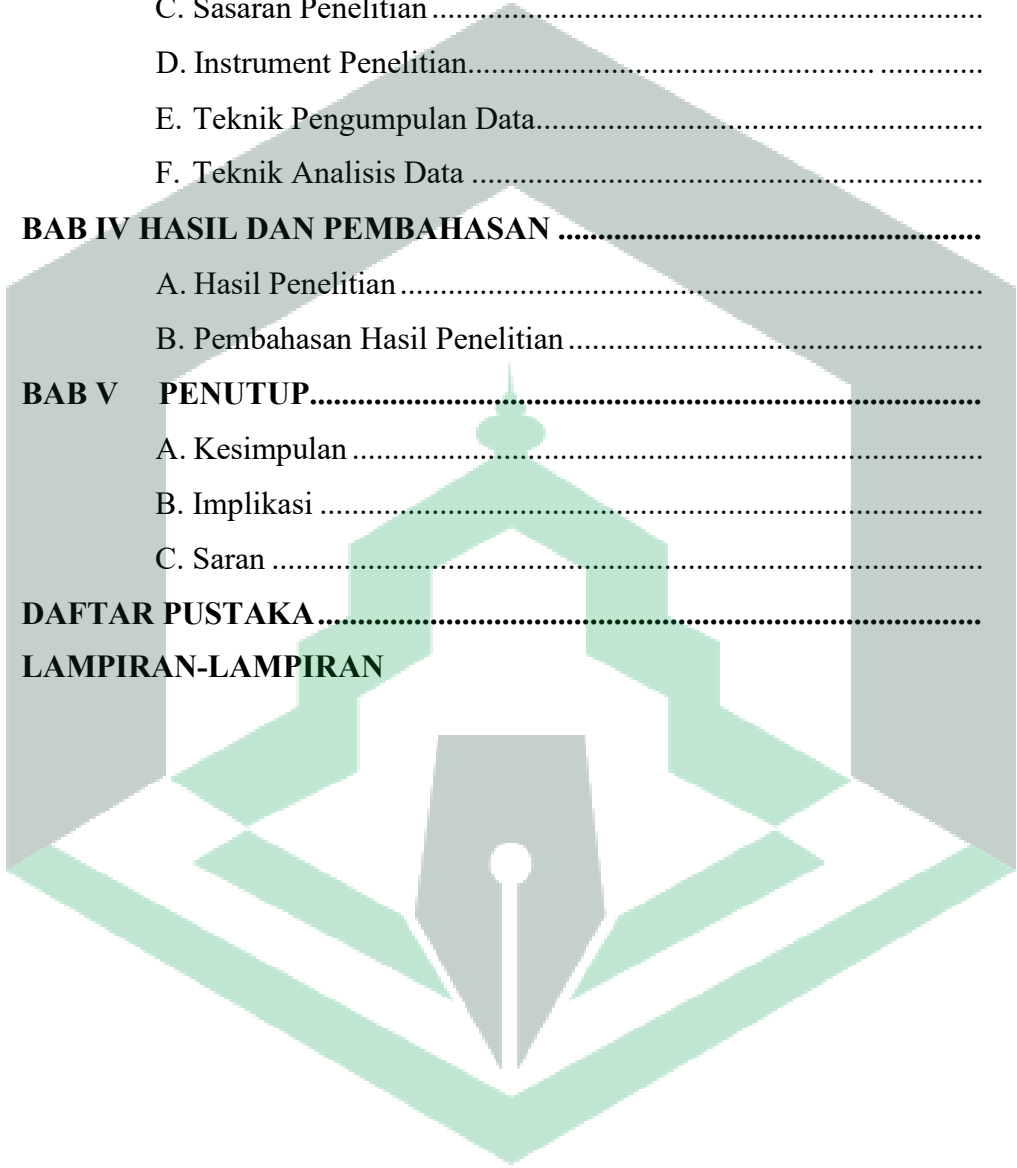 C. Sasaran Penelitian......................................................................
D. Instrument Penelitian................................................... .............
E. Teknik Pengumpulan Data........................................................
F. Teknik Analisis Data ................................................................
BAB IV HASIL DAN PEMBAHASAN ....................................................
A. Hasil Penelitian.........................................................................
B. Pembahasan Hasil Penelitian....................................................
BAB V PENUTUP...................................................................................
A. Kesimpulan...............................................................................
B. Implikasi ...................................................................................
C. Saran .........................................................................................
DAFTAR PUSTAKA..................................................................................
LAMPIRAN-LAMPIRAN